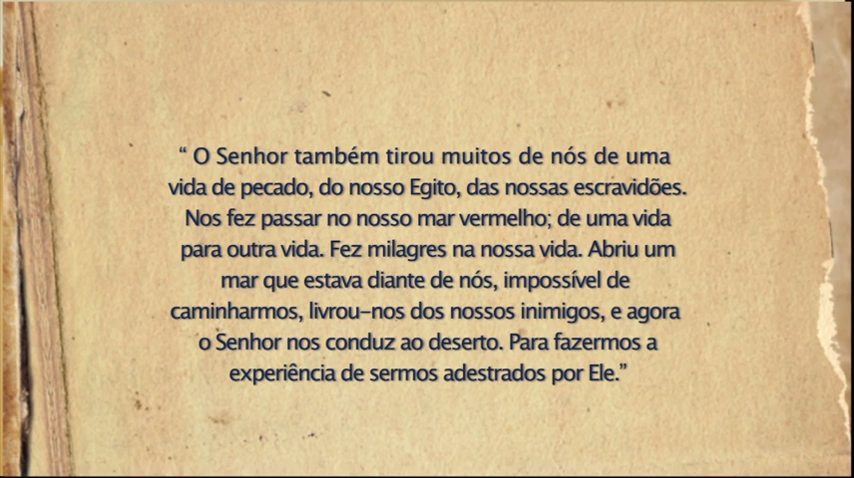 “ O Senhor também tirou muitos de nós de uma
vida de pecado, do nosso Egito, das nossas escravidões.
Nos fez passar no nosso mar vermelho; de uma vida
para outra vida. Fez milagres na nossa vida. Abriu um
mar que estava diante de nós, impossível de
caminharmos, livrou-nos dos nossos inimigos, e agora
o Senhor nos conduz ao deserto. Para fazermos a
experiência de sermos adestrados por Ele.”